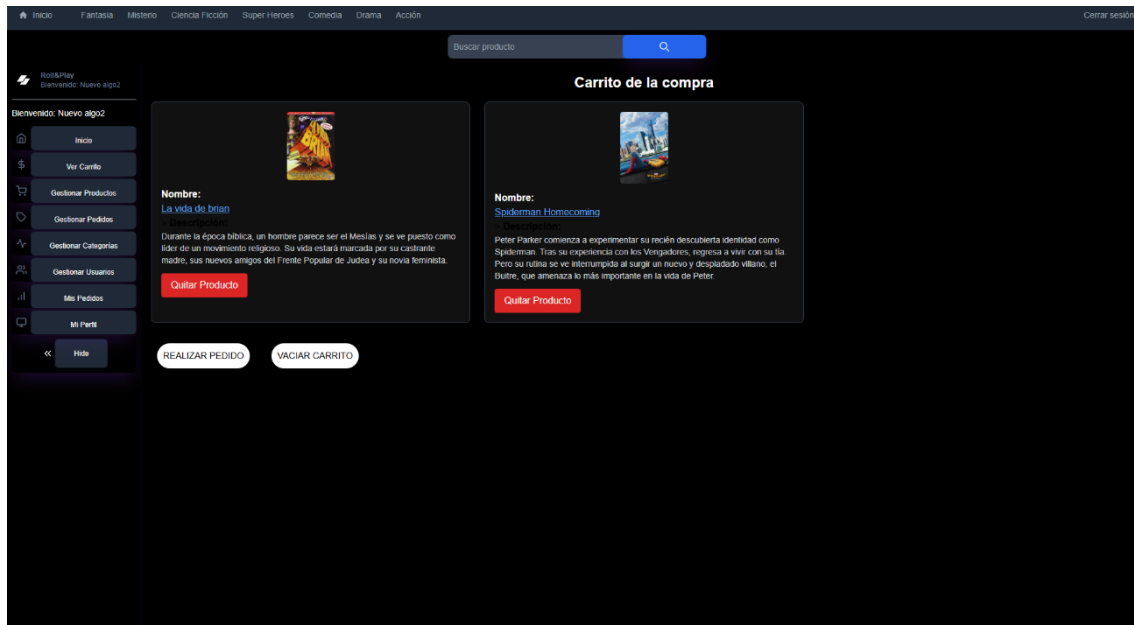 Inicio Fantasia Misterio Ciencia Ficción Super Heroes Comedia Drama Acción Cerrar sesión
Buscar producto
Roll&Play
Bienvenido: Nuevo algo2
Carrito de la compra
Bienvenido: Nuevo algo2
Inicio
Ver Carrito
Gestionar Productos
Gestionar Pedidos
Gestionar Categorías
Gestionar Usuarios
Mis Pedidos
Mi Perfil
Hide
Nombre:
La vida de brian
Descripción:
Durante la época bíblica, un hombre parece ser el Mesías y se ve puesto como
líder de un movimiento religioso. Su vida estará marcada por su castrante
madre, sus nuevos amigos del Frente Popular de Judea y su novia feminista.
Quitar Producto
Nombre:
Spiderman Homecoming
Descripción:
Peter Parker comienza a experimentar su recién descubierta identidad como
Spiderman. Tras su experiencia con los Vengadores, regresa a vivir con su tía.
Pero su rutina se ve interrumpida al surgir un nuevo y despiadado villano, el
Buitre, que amenaza lo más importante en la vida de Peter.
Quitar Producto
REALIZAR PEDIDO VACIAR CARRITO